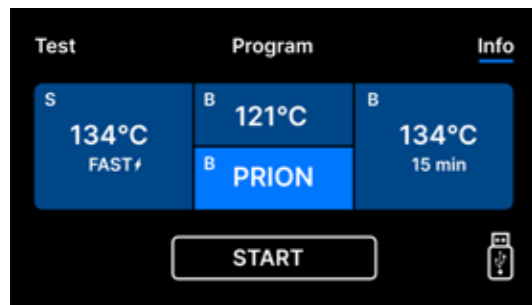 Test Program Info
S
134°C
FAST
B
121°C
B
PRION
B
134°C
15 min
START